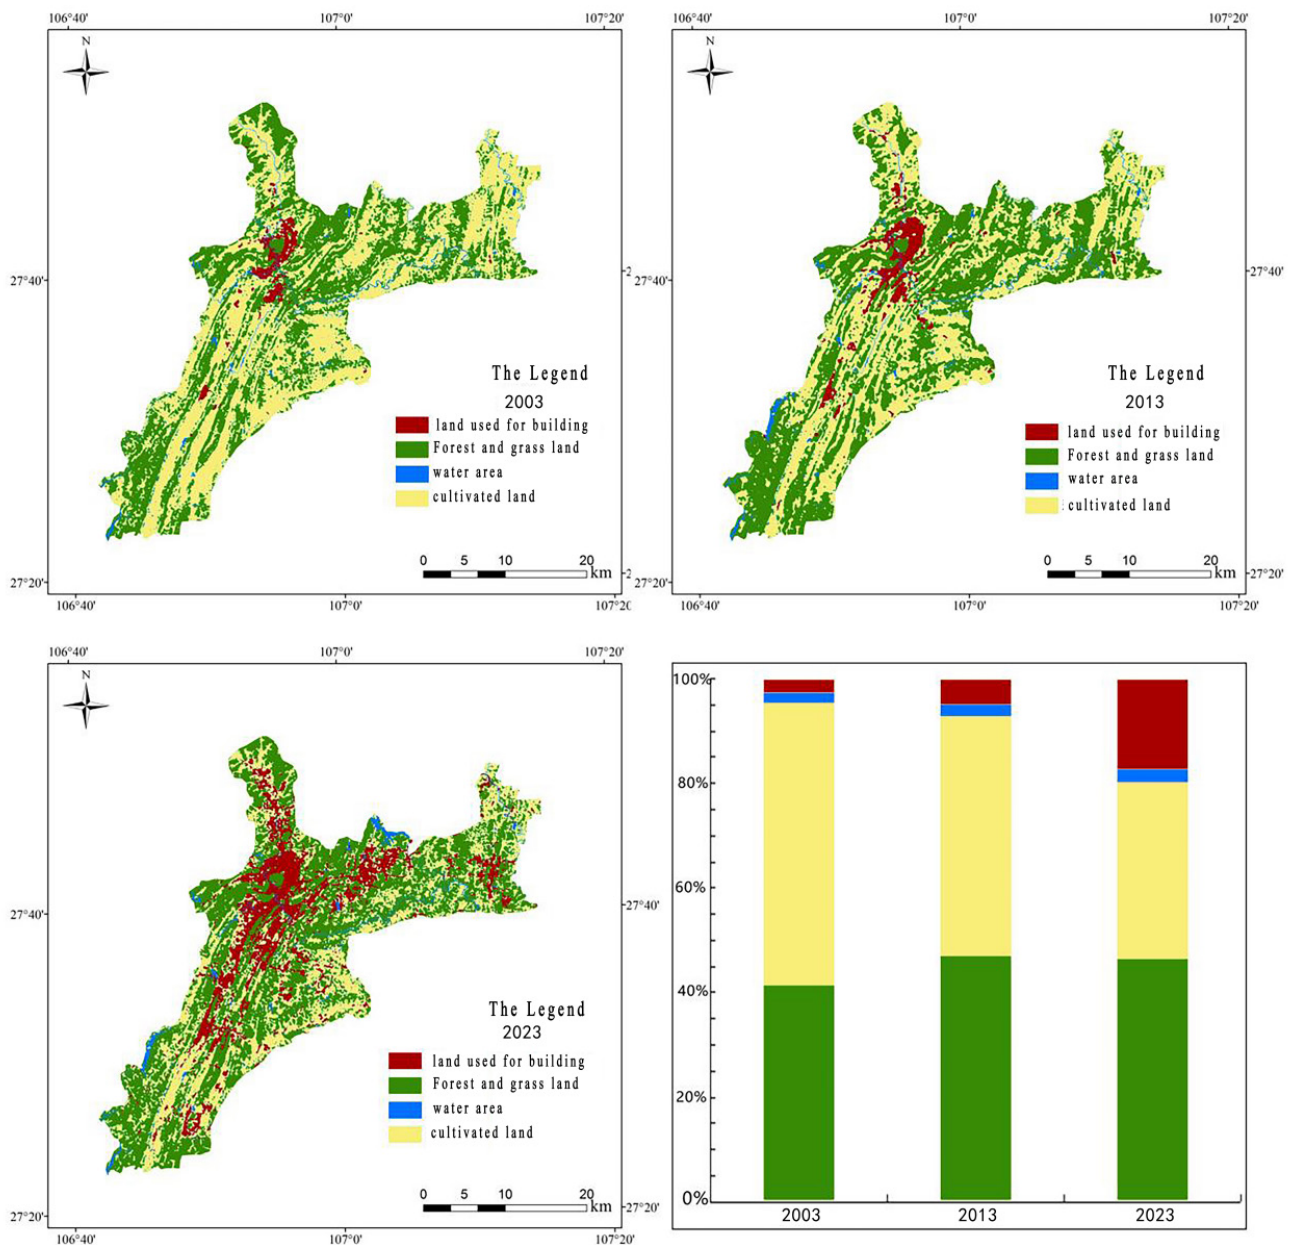 106°40' 107°0' 107°20'
N
27°40'
The Legend
2003
land used for building
Forest and grass land
water area
cultivated land
0 5 10 20
km
27°20'
106°40' 107°0'
106°40' 107°0' 107°20'
N
27°40'
The Legend
2013
land used for building
Forest and grass land
water area
cultivated land
0 5 10 20
km
27°20'
106°40' 107°0' 107°20'
106°40' 107°0' 107°20'
N
27°40' 27°40'
The Legend
2023
land used for building
Forest and grass land
water area
cultivated land
0 5 10 20
km
27°20' 27°20'
106°40' 107°0' 107°20'
100%
80%
60%
40%
20%
0%
2003 2013 2023